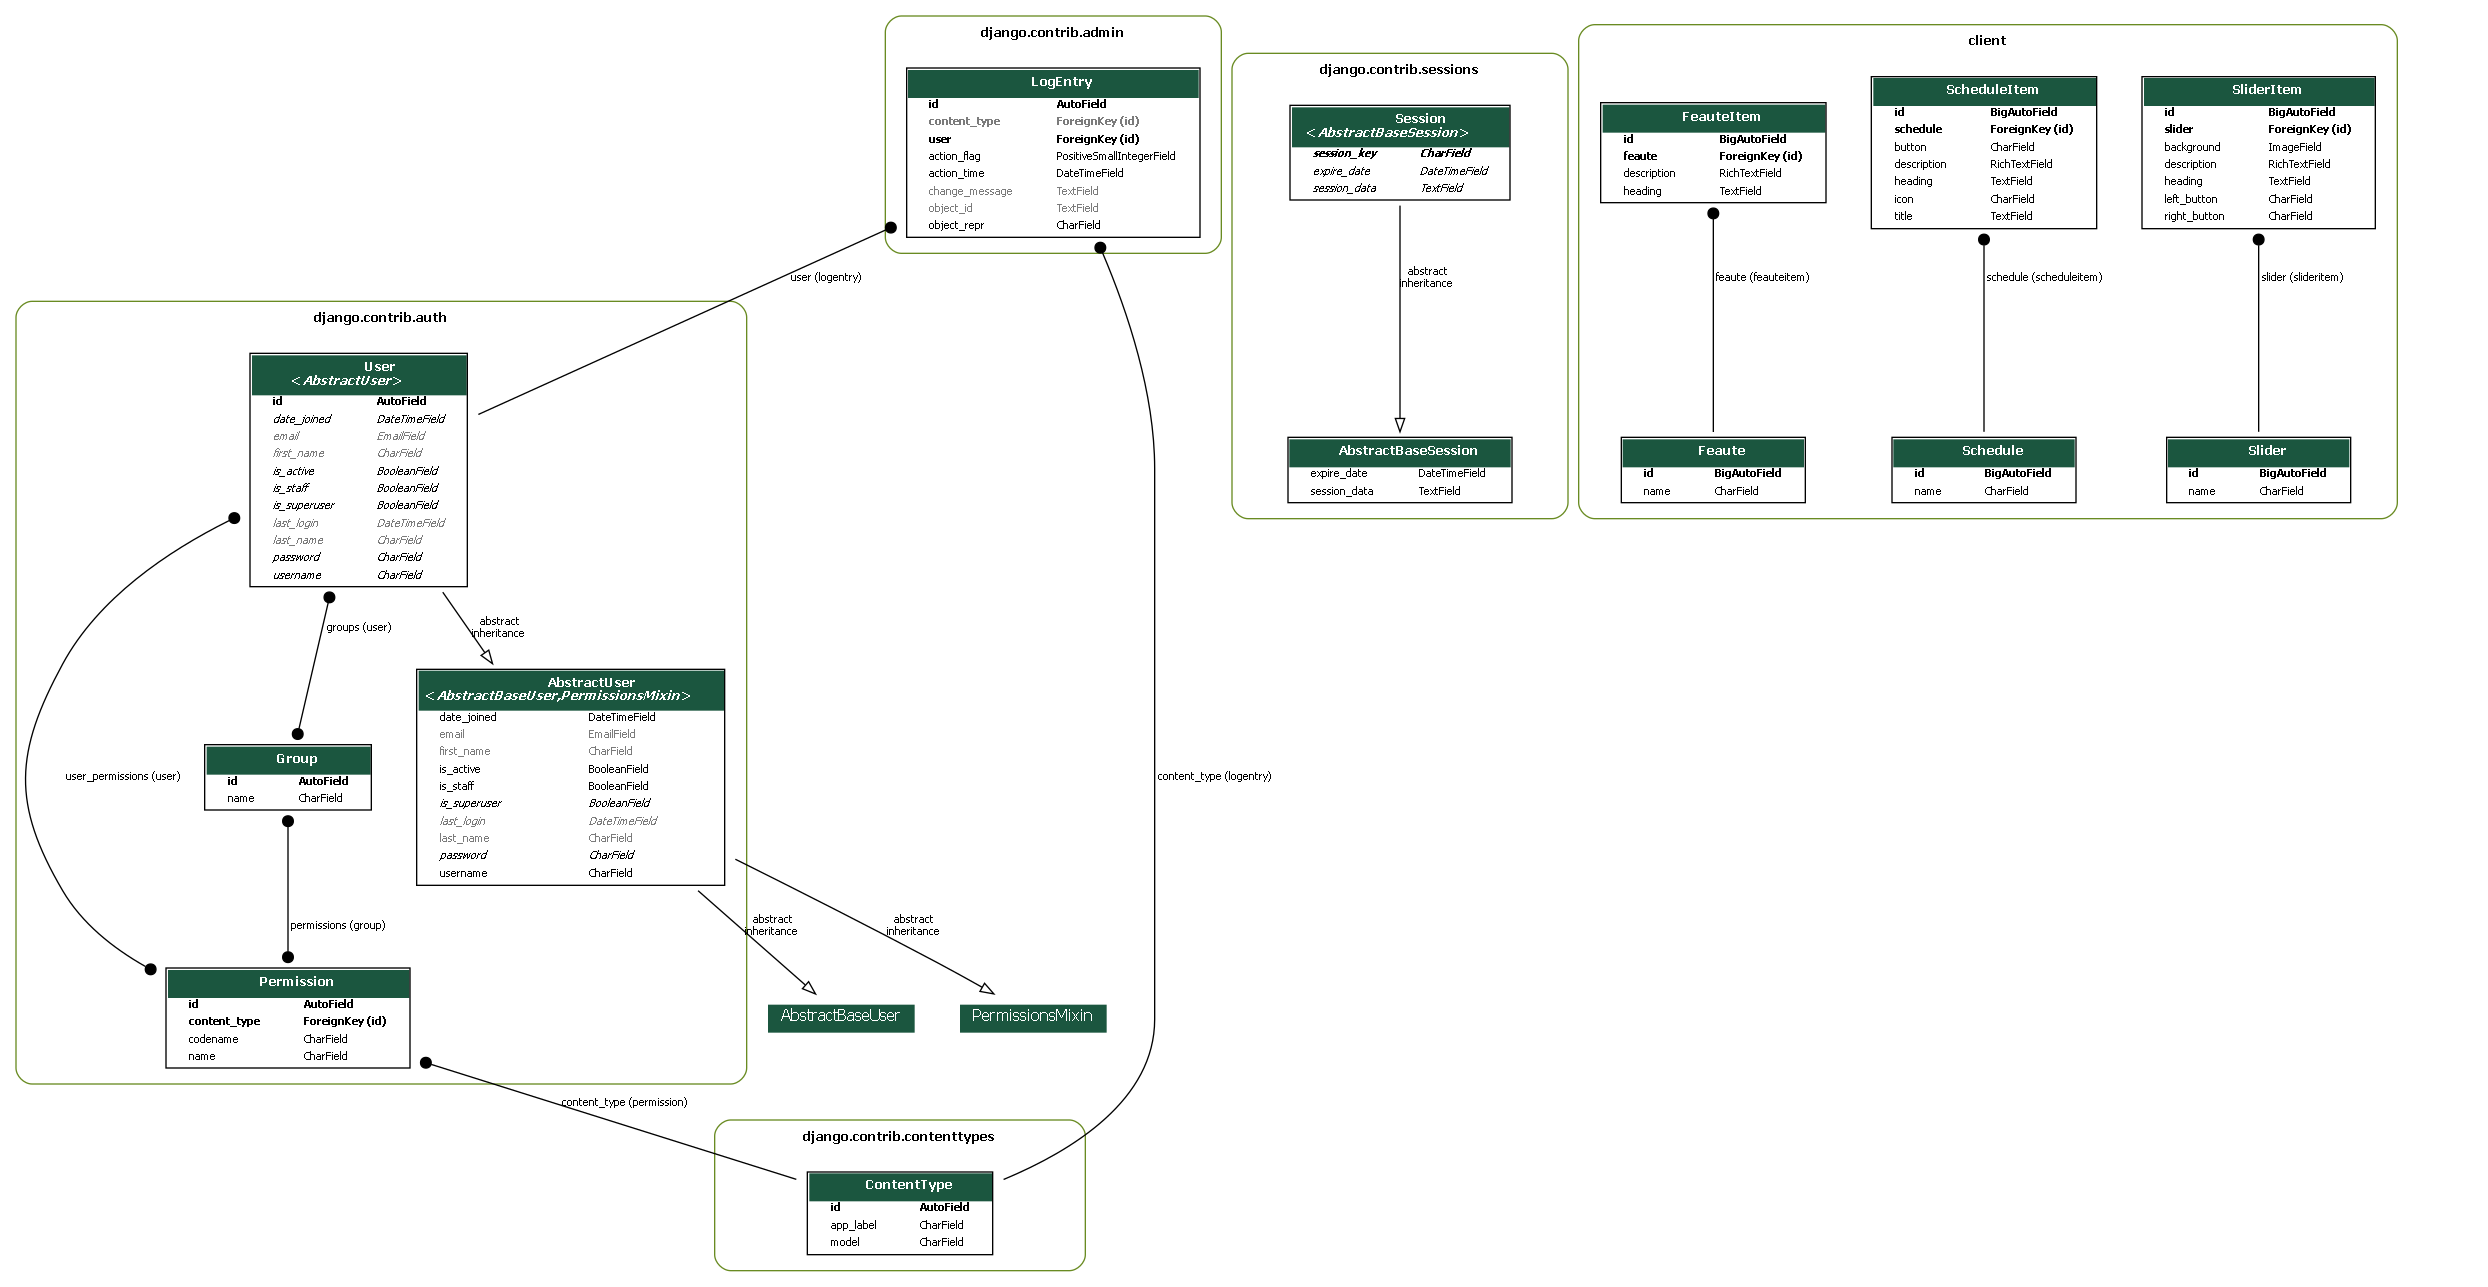 django.contrib.admin
LogEntry
id AutoField
content_type ForeignKey (id)
user ForeignKey (id)
action_flag PositiveSmallIntegerField
action_time DateTimeField
change_message TextField
object_id TextField
object_repr CharField
django.contrib.sessions
Session
<AbstractBaseSession>
session_key CharField
expire_date DateTimeField
session_data TextField
abstract
inheritance
AbstractBaseSession
expire_date DateTimeField
session_data TextField
client
FeauteItem
id BigAutoField
feaute ForeignKey (id)
description RichTextField
heading TextField
ScheduleItem
id BigAutoField
schedule ForeignKey (id)
button CharField
description RichTextField
heading TextField
icon CharField
title TextField
SliderItem
id BigAutoField
slider ForeignKey (id)
background ImageField
description RichTextField
heading TextField
left_button CharField
right_button CharField
feaute (feauteitem)
schedule (scheduleitem)
slider (slideritem)
Feaute
id BigAutoField
name CharField
Schedule
id BigAutoField
name CharField
Slider
id BigAutoField
name CharField
user (logentry)
django.contrib.auth
User
<AbstractUser>
id AutoField
date_joined DateTimeField
email EmailField
first_name CharField
is_active BooleanField
is_staff BooleanField
is_superuser BooleanField
last_login DateTimeField
last_name CharField
password CharField
username CharField
groups (user)
abstract
inheritance
AbstractUser
<AbstractBaseUser,PermissionsMixin>
date_joined DateTimeField
email EmailField
first_name CharField
is_active BooleanField
is_staff BooleanField
is_superuser BooleanField
last_login DateTimeField
last_name CharField
password CharField
username CharField
user_permissions (user)
Group
id AutoField
name CharField
content_type (logentry)
permissions (group)
abstract
inheritance
abstract
inheritance
Permission
id AutoField
content_type ForeignKey (id)
codename CharField
name CharField
AbstractBaseUser
PermissionsMixin
content_type (permission)
django.contrib.contenttypes
ContentType
id AutoField
app_label CharField
model CharField